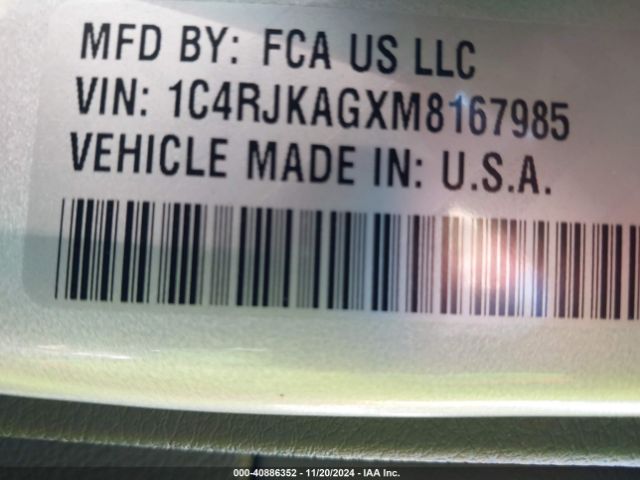 MFD BY: FCA US LLC
VIN: 1C4RJKAGXM8167985
VEHICLE MADE IN: U.S.A.
000-40886352 - 11/20/2024 - IAA Inc.